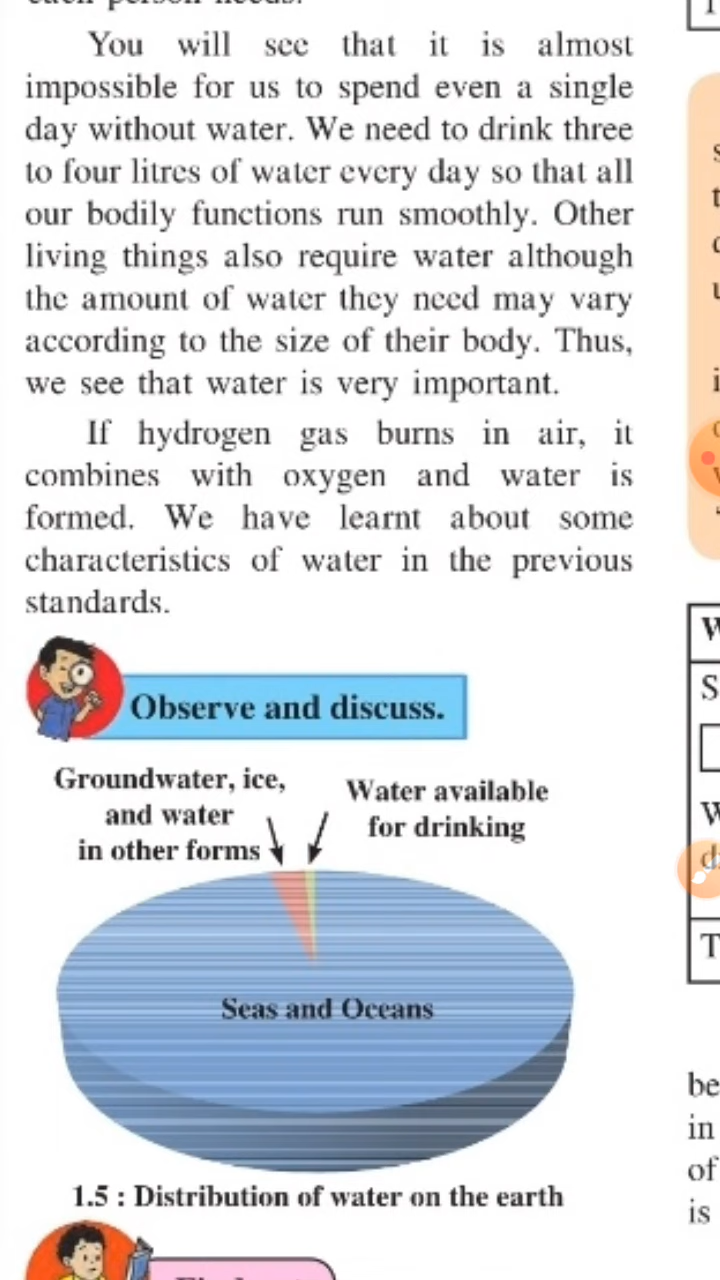 each person needs.
You will see that it is almost
impossible for us to spend even a single
day without water. We need to drink three
to four litres of water every day so that all
our bodily functions run smoothly. Other
living things also require water although
the amount of water they need may vary
according to the size of their body. Thus,
we see that water is very important.
If hydrogen gas burns in air, it
combines with oxygen and water is
formed. We have learnt about some
characteristics of water in the previous
standards.
Observe and discuss.
Groundwater, ice,
and water
in other forms
Water available
for drinking
Seas and Oceans
1.5 : Distribution of water on the earth
be
in
of
is